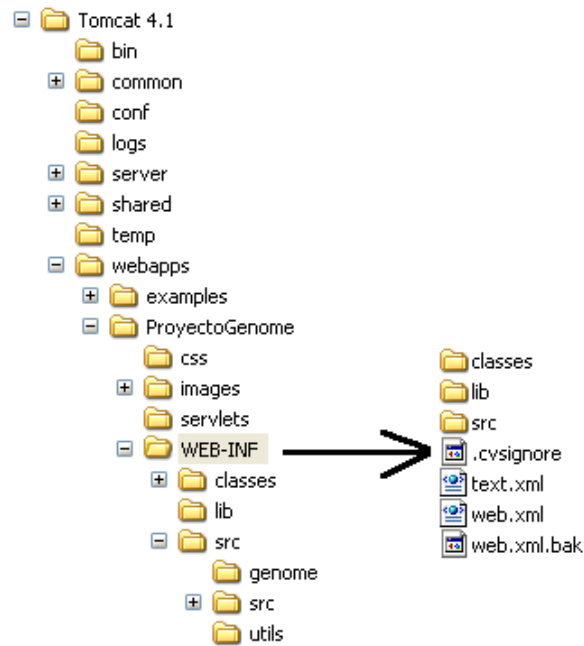 Tomcat 4.1
bin
common
conf
logs
server
shared
temp
webapps
examples
ProyectoGenome
css
images
servlets
WEB-INF
classes
lib
src
genome
src
utils
classes
lib
src
.cvsignore
text.xml
web.xml
web.xml.bak